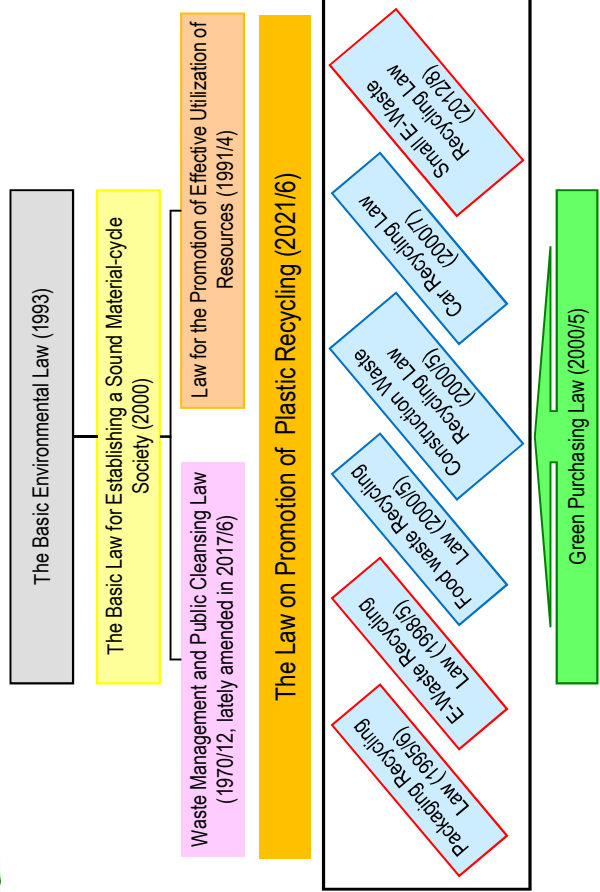 The Basic Environmental Law (1993)
The Basic Law for Establishing a Sound Material-cycle
Society (2000)
Waste Management and Public Cleansing Law
(1970/12, lately amended in 2017/6)
Law for the Promotion of Effective Utilization of
Resources (1991/4)
The Law on Promotion of Plastic Recycling (2021/6)
Packaging Recycling
Law (1995/6)
E-Waste Recycling
Law (1998/5)
Food waste Recycling
Law (2000/5)
Construction Waste
Recycling Law
(2000/5)
Car Recycling Law
(2000/7)
Small E-Waste
Recycling Law
(2012/8)
Green Purchasing Law (2000/5)